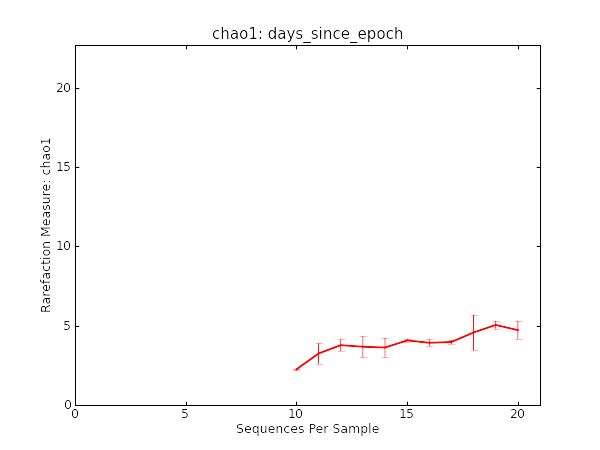 chao1: days_since_epoch
Rarefaction Measure: chao1
20
15
10
5
0
0 5 10 15 20
Sequences Per Sample